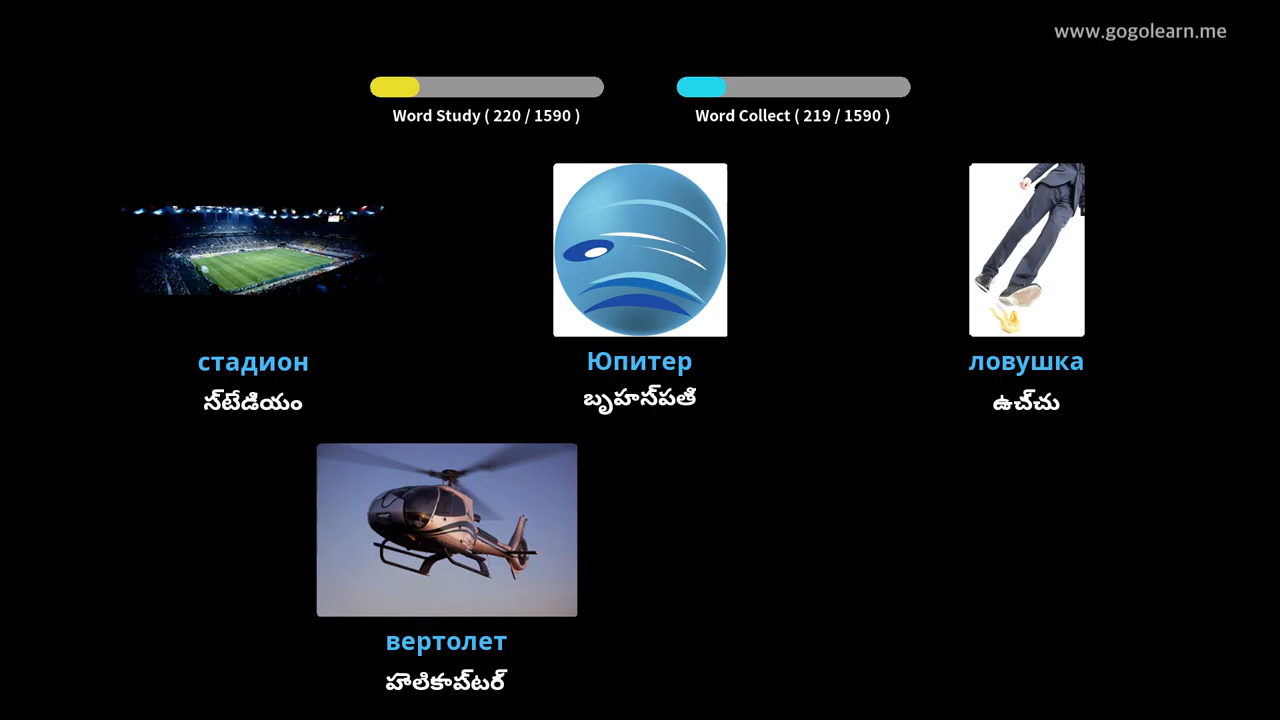 www.gogolearn.me
Word Study ( 220 / 1590 )
Word Collect ( 219 / 1590 )
стадион
Юпитер
ловушка
స్‌టేడియం
బృహస్‌పతి
ఉచ్‌చు
вертолет
హెలికాప్‌టర్